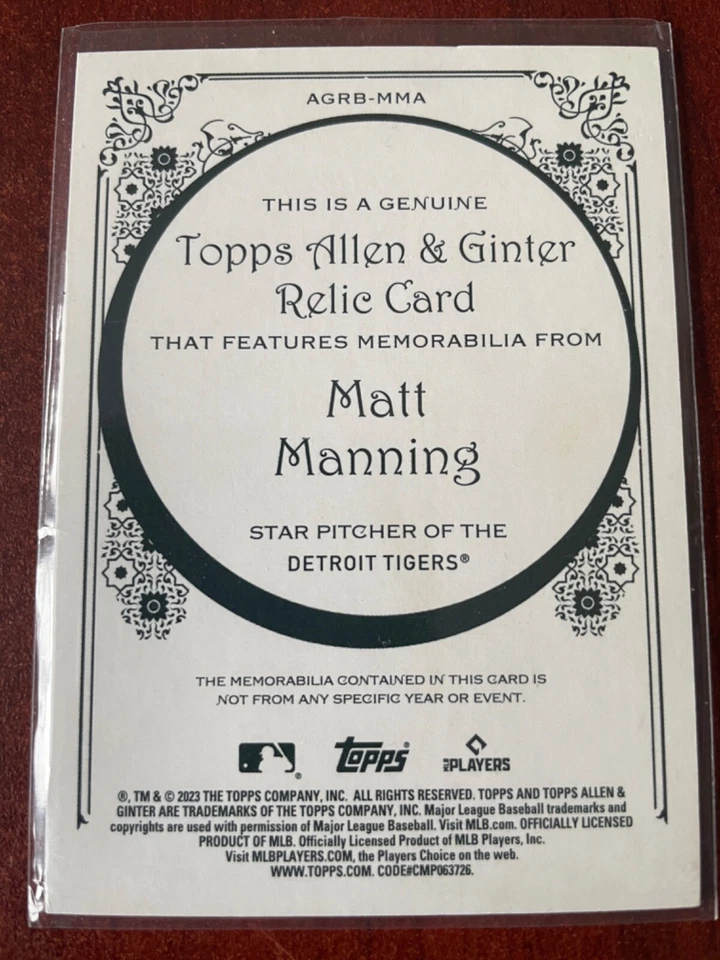 AGRB-MMA
THIS IS A GENUINE
Topps Allen & Ginter
Relic Card
THAT FEATURES MEMORABILIA FROM
Matt
Manning
STAR PITCHER OF THE
DETROIT TIGERS®
THE MEMORABILIA CONTAINED IN THIS CARD IS
NOT FROM ANY SPECIFIC YEAR OR EVENT.
® topps® MLB PLAYERS
®, TM & © 2023 THE TOPPS COMPANY, INC. ALL RIGHTS RESERVED. TOPPS AND TOPPS ALLEN &
GINTER ARE TRADEMARKS OF THE TOPPS COMPANY, INC. Major League Baseball trademarks and
copyrights are used with permission of Major League Baseball. Visit MLB.com. OFFICIALLY LICENSED
PRODUCT OF MLB. Officially Licensed Product of MLB Players, Inc.
Visit MLBPLAYERS.COM, the Players Choice on the web.
WWW.TOPPS.COM. CODE#CMP063726.